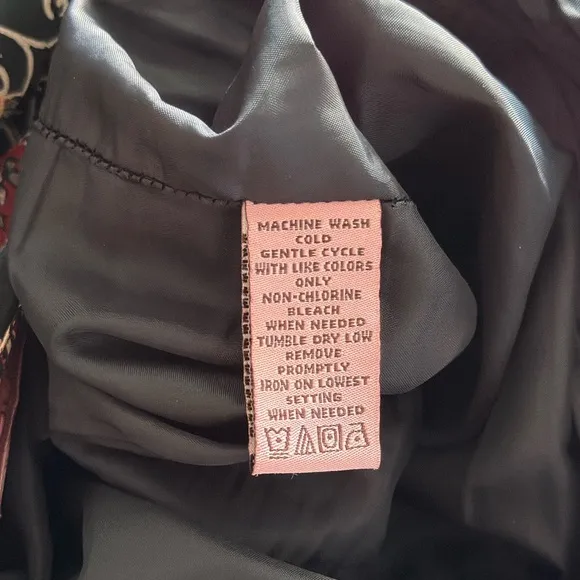 MACHINE WASH
COLD
GENTLE CYCLE
WITH LIKE COLORS
ONLY
NON-CHLORINE
BLEACH
WHEN NEEDED
TUMBLE DRY LOW
REMOVE
PROMPTLY
IRON ON LOWEST
SETTING
WHEN NEEDED